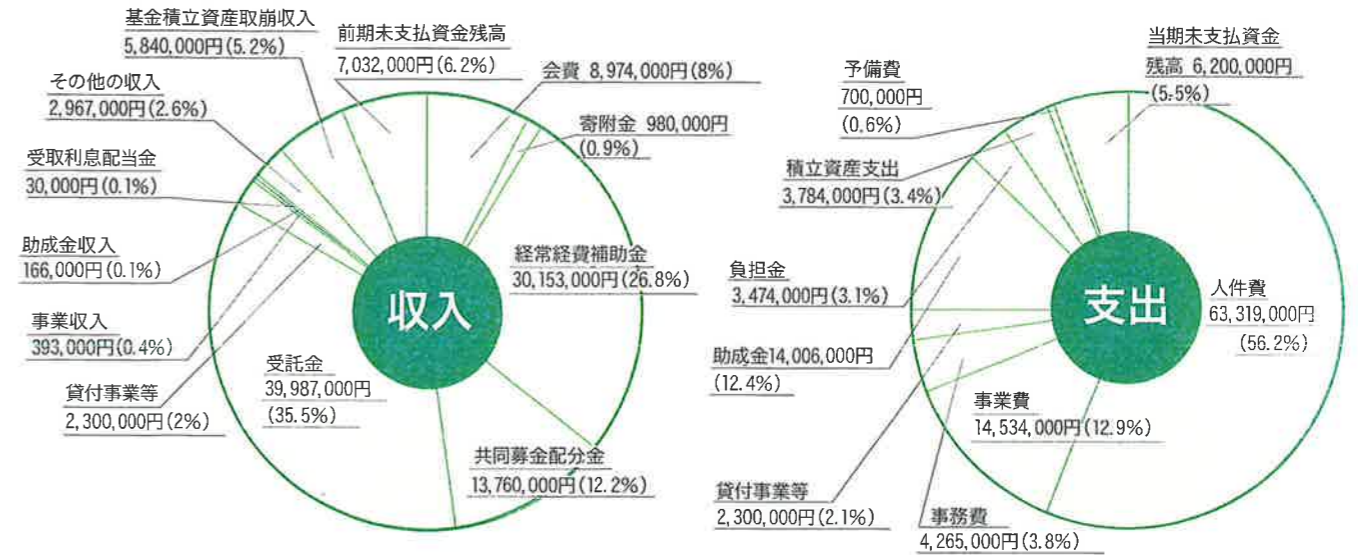 基金積立資産取崩収入
5,840,000円(5.2%)
前期未支払資金残高
7,032,000円(6.2%)
会費 8,974,000円(8%)
その他の収入
2,967,000円(2.6%)
寄附金 980,000円
(0.9%)
受取利息配当金
30,000円(0.1%)
経常経費補助金
30,153,000円(26.8%)
助成金収入
166,000円(0.1%)
収入
事業収入
393,000円(0.4%)
受託金
39,987,000円
(35.5%)
貸付事業等
2,300,000円(2%)
共同募金配分金
13,760,000円(12.2%)
当期未支払資金
残高 6,200,000円
(5.5%)
予備費
700,000円
(0.6%)
積立資産支出
3,784,000円(3.4%)
負担金
3,474,000円(3.1%)
支出
人件費
63,319,000円
(56.2%)
助成金14,006,000円
(12.4%)
事業費
14,534,000円(12.9%)
貸付事業等
2,300,000円(2.1%)
事務費
4,265,000円(3.8%)